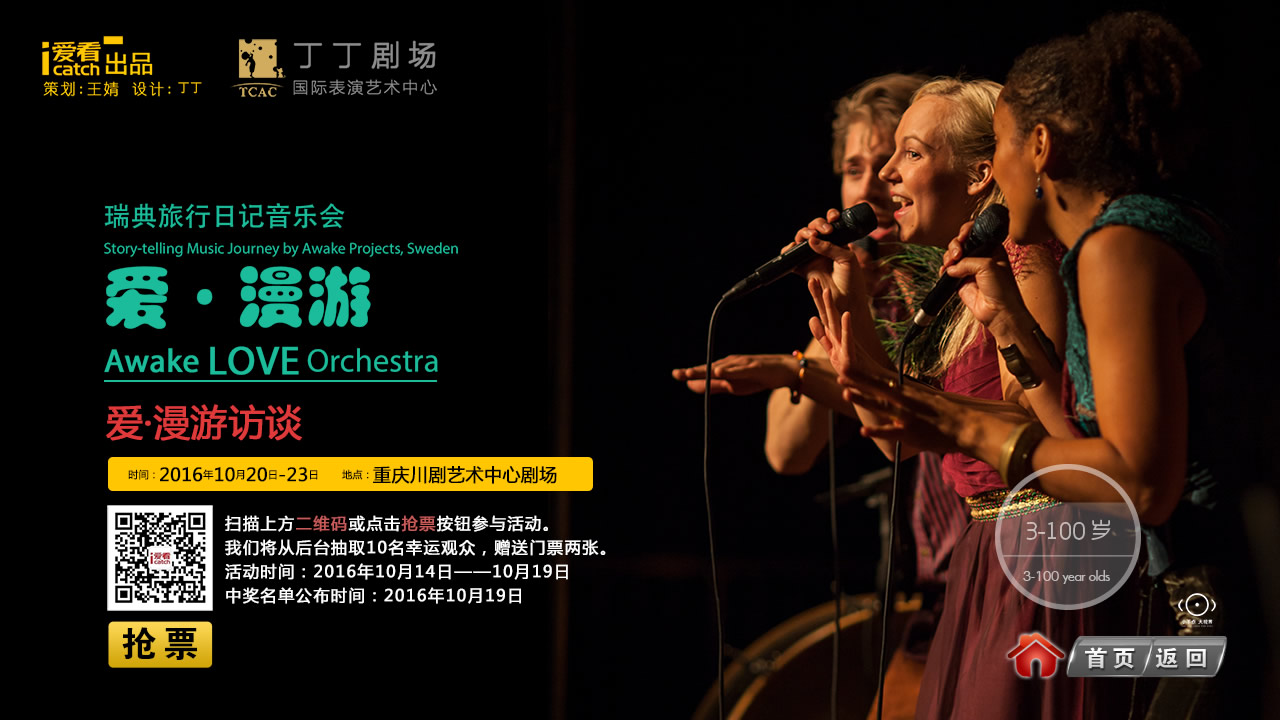 i爱看
catch 出品
策划:王婧 设计:丁丁
TCAC
丁丁剧场
国际表演艺术中心
瑞典旅行日记音乐会
Story-telling Music Journey by Awake Projects, Sweden
爱·漫游
Awake LOVE Orchestra
爱·漫游访谈
时间:2016年10月20日-23日 地点:重庆川剧艺术中心剧场
i爱看
catch
扫描上方二维码或点击抢票按钮参与活动。
我们将从后台抽取10名幸运观众,赠送门票两张。
活动时间:2016年10月14日——10月19日
中奖名单公布时间:2016年10月19日
抢票
3-100 岁
3-100 year olds
首页 返回